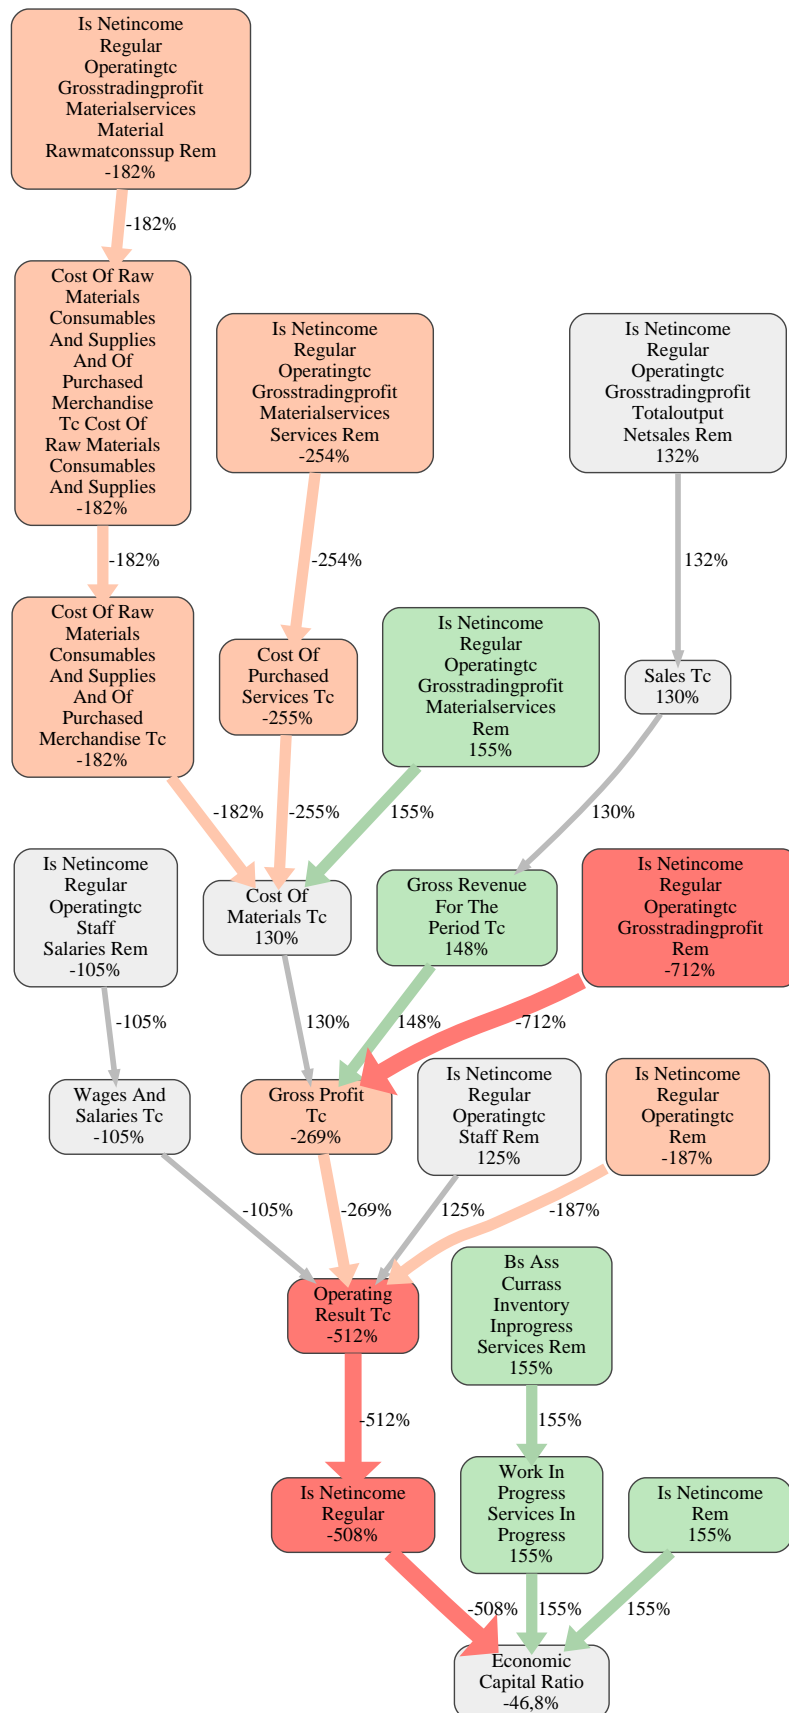 Is Netincome
Regular
Operatingtc
Grosstradingprofit
Materialservices
Material
Rawmatconssup Rem
-182%
-182%
Cost Of Raw
Materials
Consumables
And Supplies
And Of
Purchased
Merchandise
Tc Cost Of
Raw Materials
Consumables
And Supplies
-182%
Is Netincome
Regular
Operatingtc
Grosstradingprofit
Materialservices
Services Rem
-254%
Is Netincome
Regular
Operatingtc
Grosstradingprofit
Totaloutput
Netsales Rem
132%
-182%
-254%
132%
Cost Of Raw
Materials
Consumables
And Supplies
And Of
Purchased
Merchandise Tc
-182%
Cost Of
Purchased
Services Tc
-255%
Is Netincome
Regular
Operatingtc
Grosstradingprofit
Materialservices
Rem
155%
Sales Tc
130%
-182%
-255%
155%
130%
Is Netincome
Regular
Operatingtc
Staff
Salaries Rem
-105%
Cost Of
Materials Tc
130%
Gross Revenue
For The
Period Tc
148%
Is Netincome
Regular
Operatingtc
Grosstradingprofit
Rem
-712%
-105%
130%
148%
-712%
Wages And
Salaries Tc
-105%
Gross Profit
Tc
-269%
Is Netincome
Regular
Operatingtc
Staff Rem
125%
Is Netincome
Regular
Operatingtc
Rem
-187%
-105%
-269%
125%
-187%
Operating
Result Tc
-512%
Bs Ass
Currass
Inventory
Inprogress
Services Rem
155%
-512%
155%
Is Netincome
Regular
-508%
Work In
Progress
Services In
Progress
155%
Is Netincome
Rem
155%
-508%
155%
155%
Economic
Capital Ratio
-46,8%